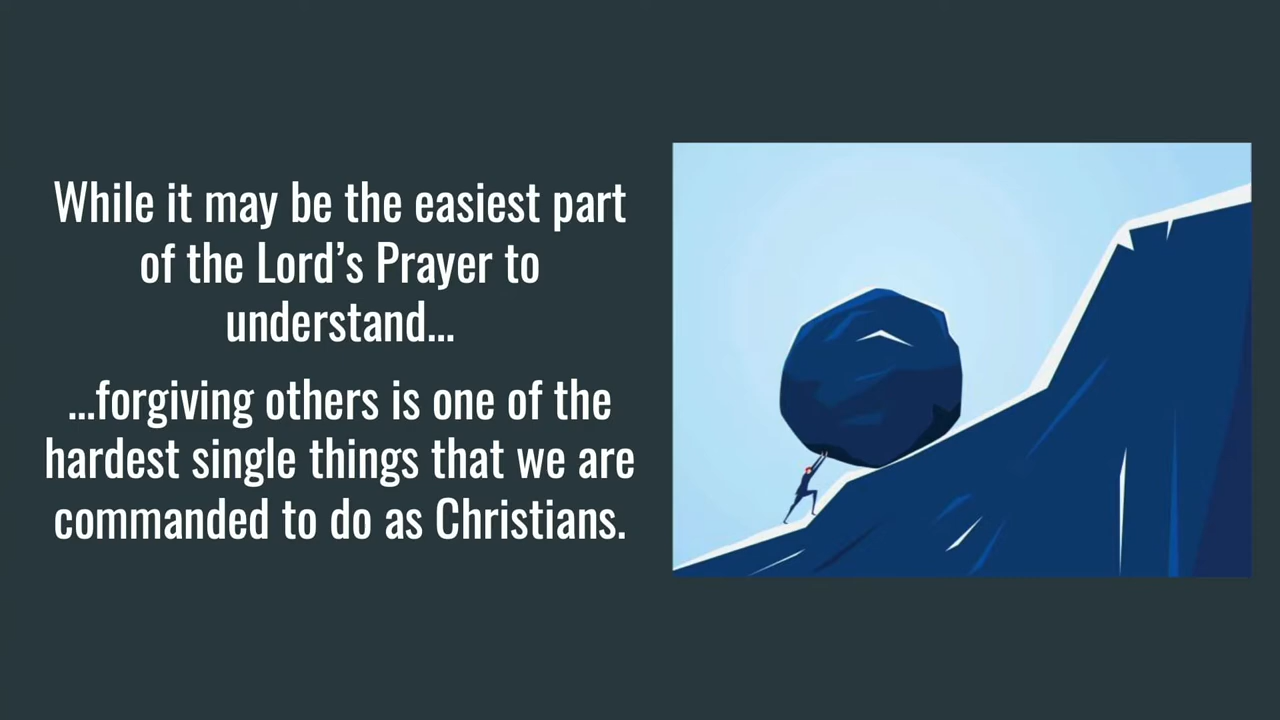 While it may be the easiest part
of the Lord’s Prayer to
understand...
...forgiving others is one of the
hardest single things that we are
commanded to do as Christians.